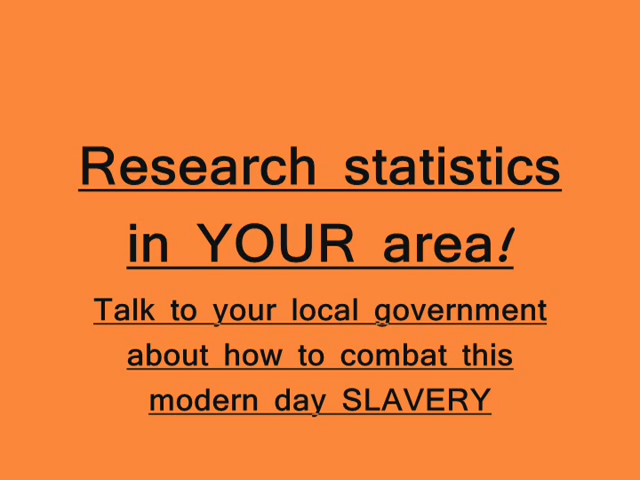 Research statistics
in YOUR area!
Talk to your local government
about how to combat this
modern day SLAVERY